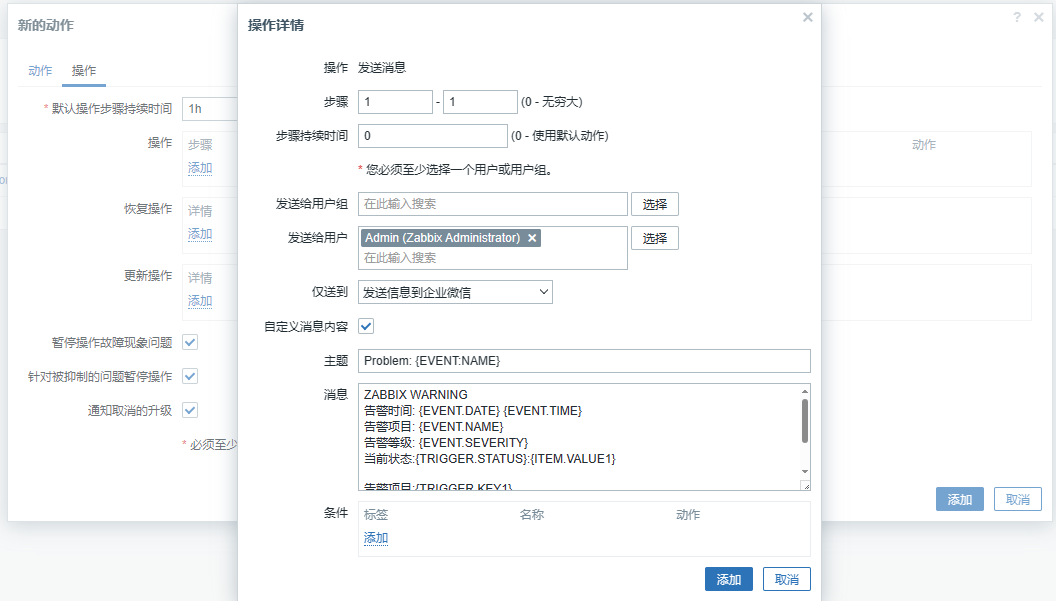 新的动作
? ×
动作 操作
* 默认操作步骤持续时间 1h
操作 步骤 动作
添加
恢复操作 详情
添加
更新操作 详情
添加
暂停操作故障现象问题
针对被抑制的问题暂停操作
通知取消的升级
* 必须至少
添加 取消
操作详情 ×
操作 发送消息
步骤 1 - 1 (0 - 无穷大)
步骤持续时间 0 (0 - 使用默认动作)
* 您必须至少选择一个用户或用户组。
发送给用户组 在此输入搜索 选择
发送给用户 Admin (Zabbix Administrator) × 选择
在此输入搜索
仅送到 发送信息到企业微信
自定义消息内容
主题 Problem: {EVENT:NAME}
消息 ZABBIX WARNING
告警时间: {EVENT.DATE} {EVENT.TIME}
告警项目: {EVENT.NAME}
告警等级: {EVENT.SEVERITY}
当前状态:{TRIGGER.STATUS}:{ITEM.VALUE1}
告警项目:{TRIGGER.KEY1}
条件 标签 名称 动作
添加
添加 取消